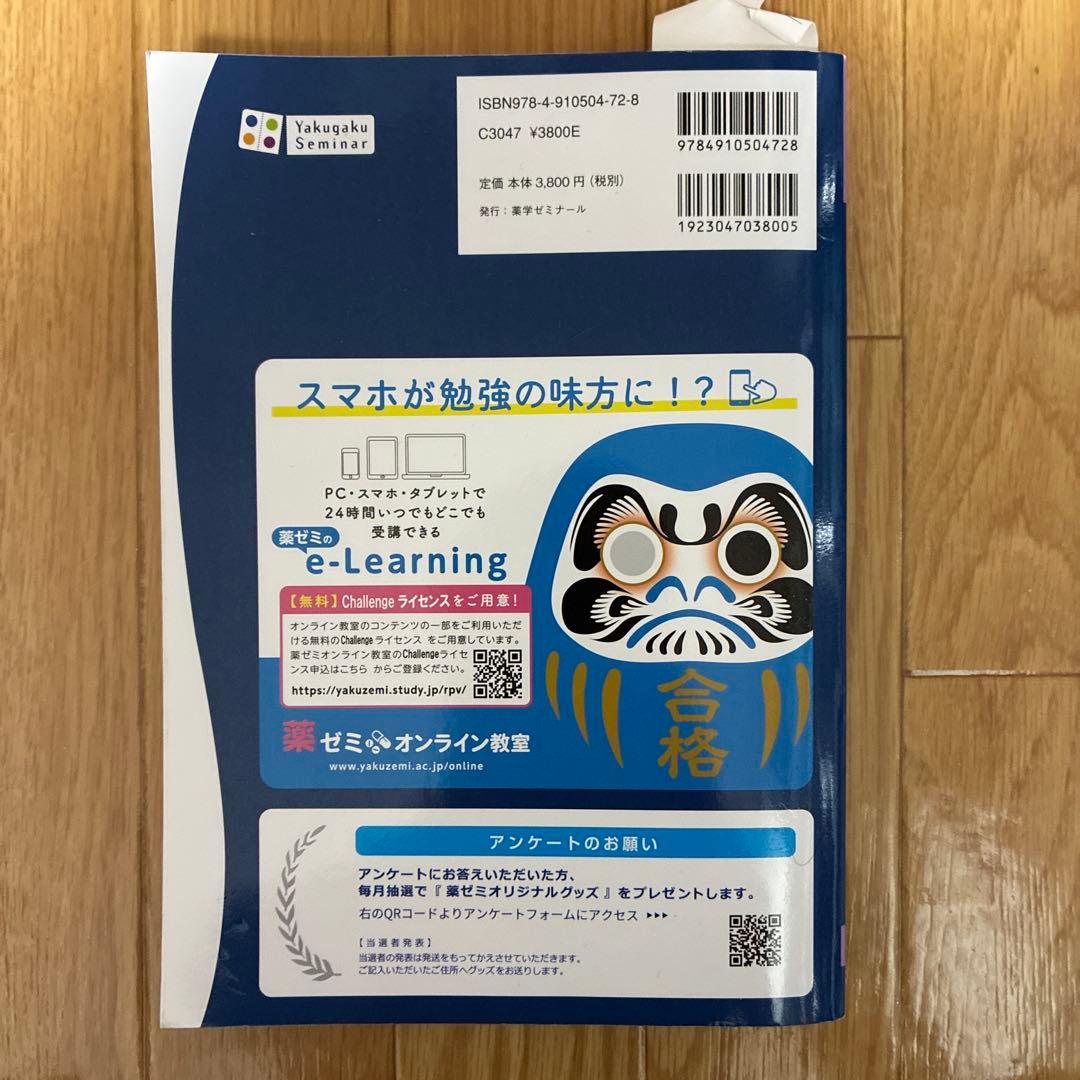 Yakugaku
Seminar
ISBN978-4-910504-72-8
C3047 ¥3800E
定価 本体 3,800 円 (税別)
発行：薬学ゼミナール
9784910504728
1923047038005
スマホが勉強の味方に！？
PC・スマホ・タブレットで
24時間いつでもどこでも
受講できる
薬ゼミの
e-Learning
【無料】Challenge ライセンスをご用意！
オンライン教室のコンテンツの一部をご利用いただ
ける無料のChallenge ライセンス をご用意しています。
薬ゼミオンライン教室のChallengeライセ
ンス申込はこちら からご登録ください。
https://yakuzemi.study.jp/rpv/
薬ゼミオンライン教室
www.yakuzemi.ac.jp/online
合格
アンケートのお願い
アンケートにお答えいただいた方、
毎月抽選で『 薬ゼミオリジナルグッズ 』をプレゼントします。
右のQRコードよりアンケートフォームにアクセス ▶▶▶
【当選者発表】
当選者の発表は発送をもってかえさせていただきます。
ご記入いただいたご住所へグッズをお送りします。